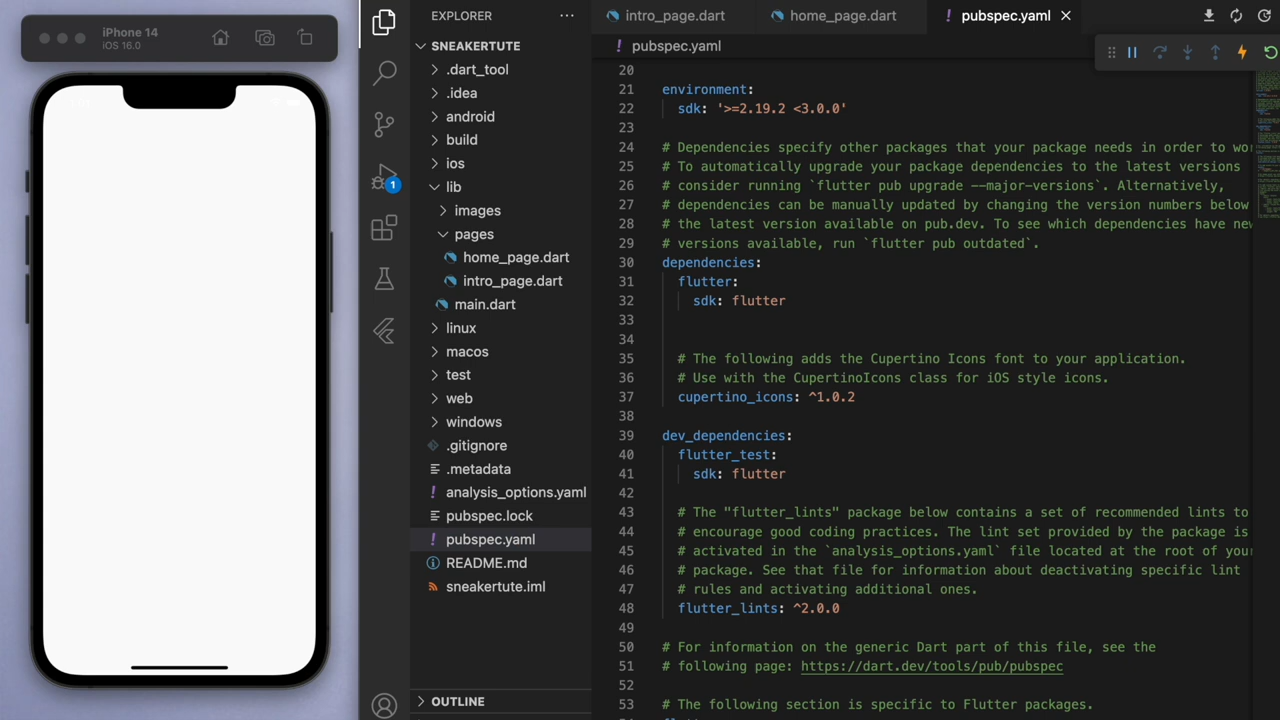 iPhone 14
iOS 16.0
EXPLORER
SNEAKERTUTE
.dart_tool
.idea
android
build
ios
lib
images
pages
home_page.dart
intro_page.dart
main.dart
linux
macos
test
web
windows
.gitignore
.metadata
! analysis_options.yaml
pubspec.lock
! pubspec.yaml
README.md
sneakertute.iml
OUTLINE
1
intro_page.dart
home_page.dart
! pubspec.yaml
! pubspec.yaml
20
21 environment:
22 sdk: '>=2.19.2 <3.0.0'
23
24 # Dependencies specify other packages that your package needs in order to wor
25 # To automatically upgrade your package dependencies to the latest versions
26 # consider running `flutter pub upgrade --major-versions`. Alternatively,
27 # dependencies can be manually updated by changing the version numbers below
28 # the latest version available on pub.dev. To see which dependencies have new
29 # versions available, run `flutter pub outdated`.
30 dependencies:
31 flutter:
32 sdk: flutter
33
34
35 # The following adds the Cupertino Icons font to your application.
36 # Use with the CupertinoIcons class for iOS style icons.
37 cupertino_icons: ^1.0.2
38
39 dev_dependencies:
40 flutter_test:
41 sdk: flutter
42
43 # The "flutter_lints" package below contains a set of recommended lints to
44 # encourage good coding practices. The lint set provided by the package is
45 # activated in the `analysis_options.yaml` file located at the root of your
46 # package. See that file for information about deactivating specific lint
47 # rules and activating additional ones.
48 flutter_lints: ^2.0.0
49
50 # For information on the generic Dart part of this file, see the
51 # following page: https://dart.dev/tools/pub/pubspec
52
53 # The following section is specific to Flutter packages.